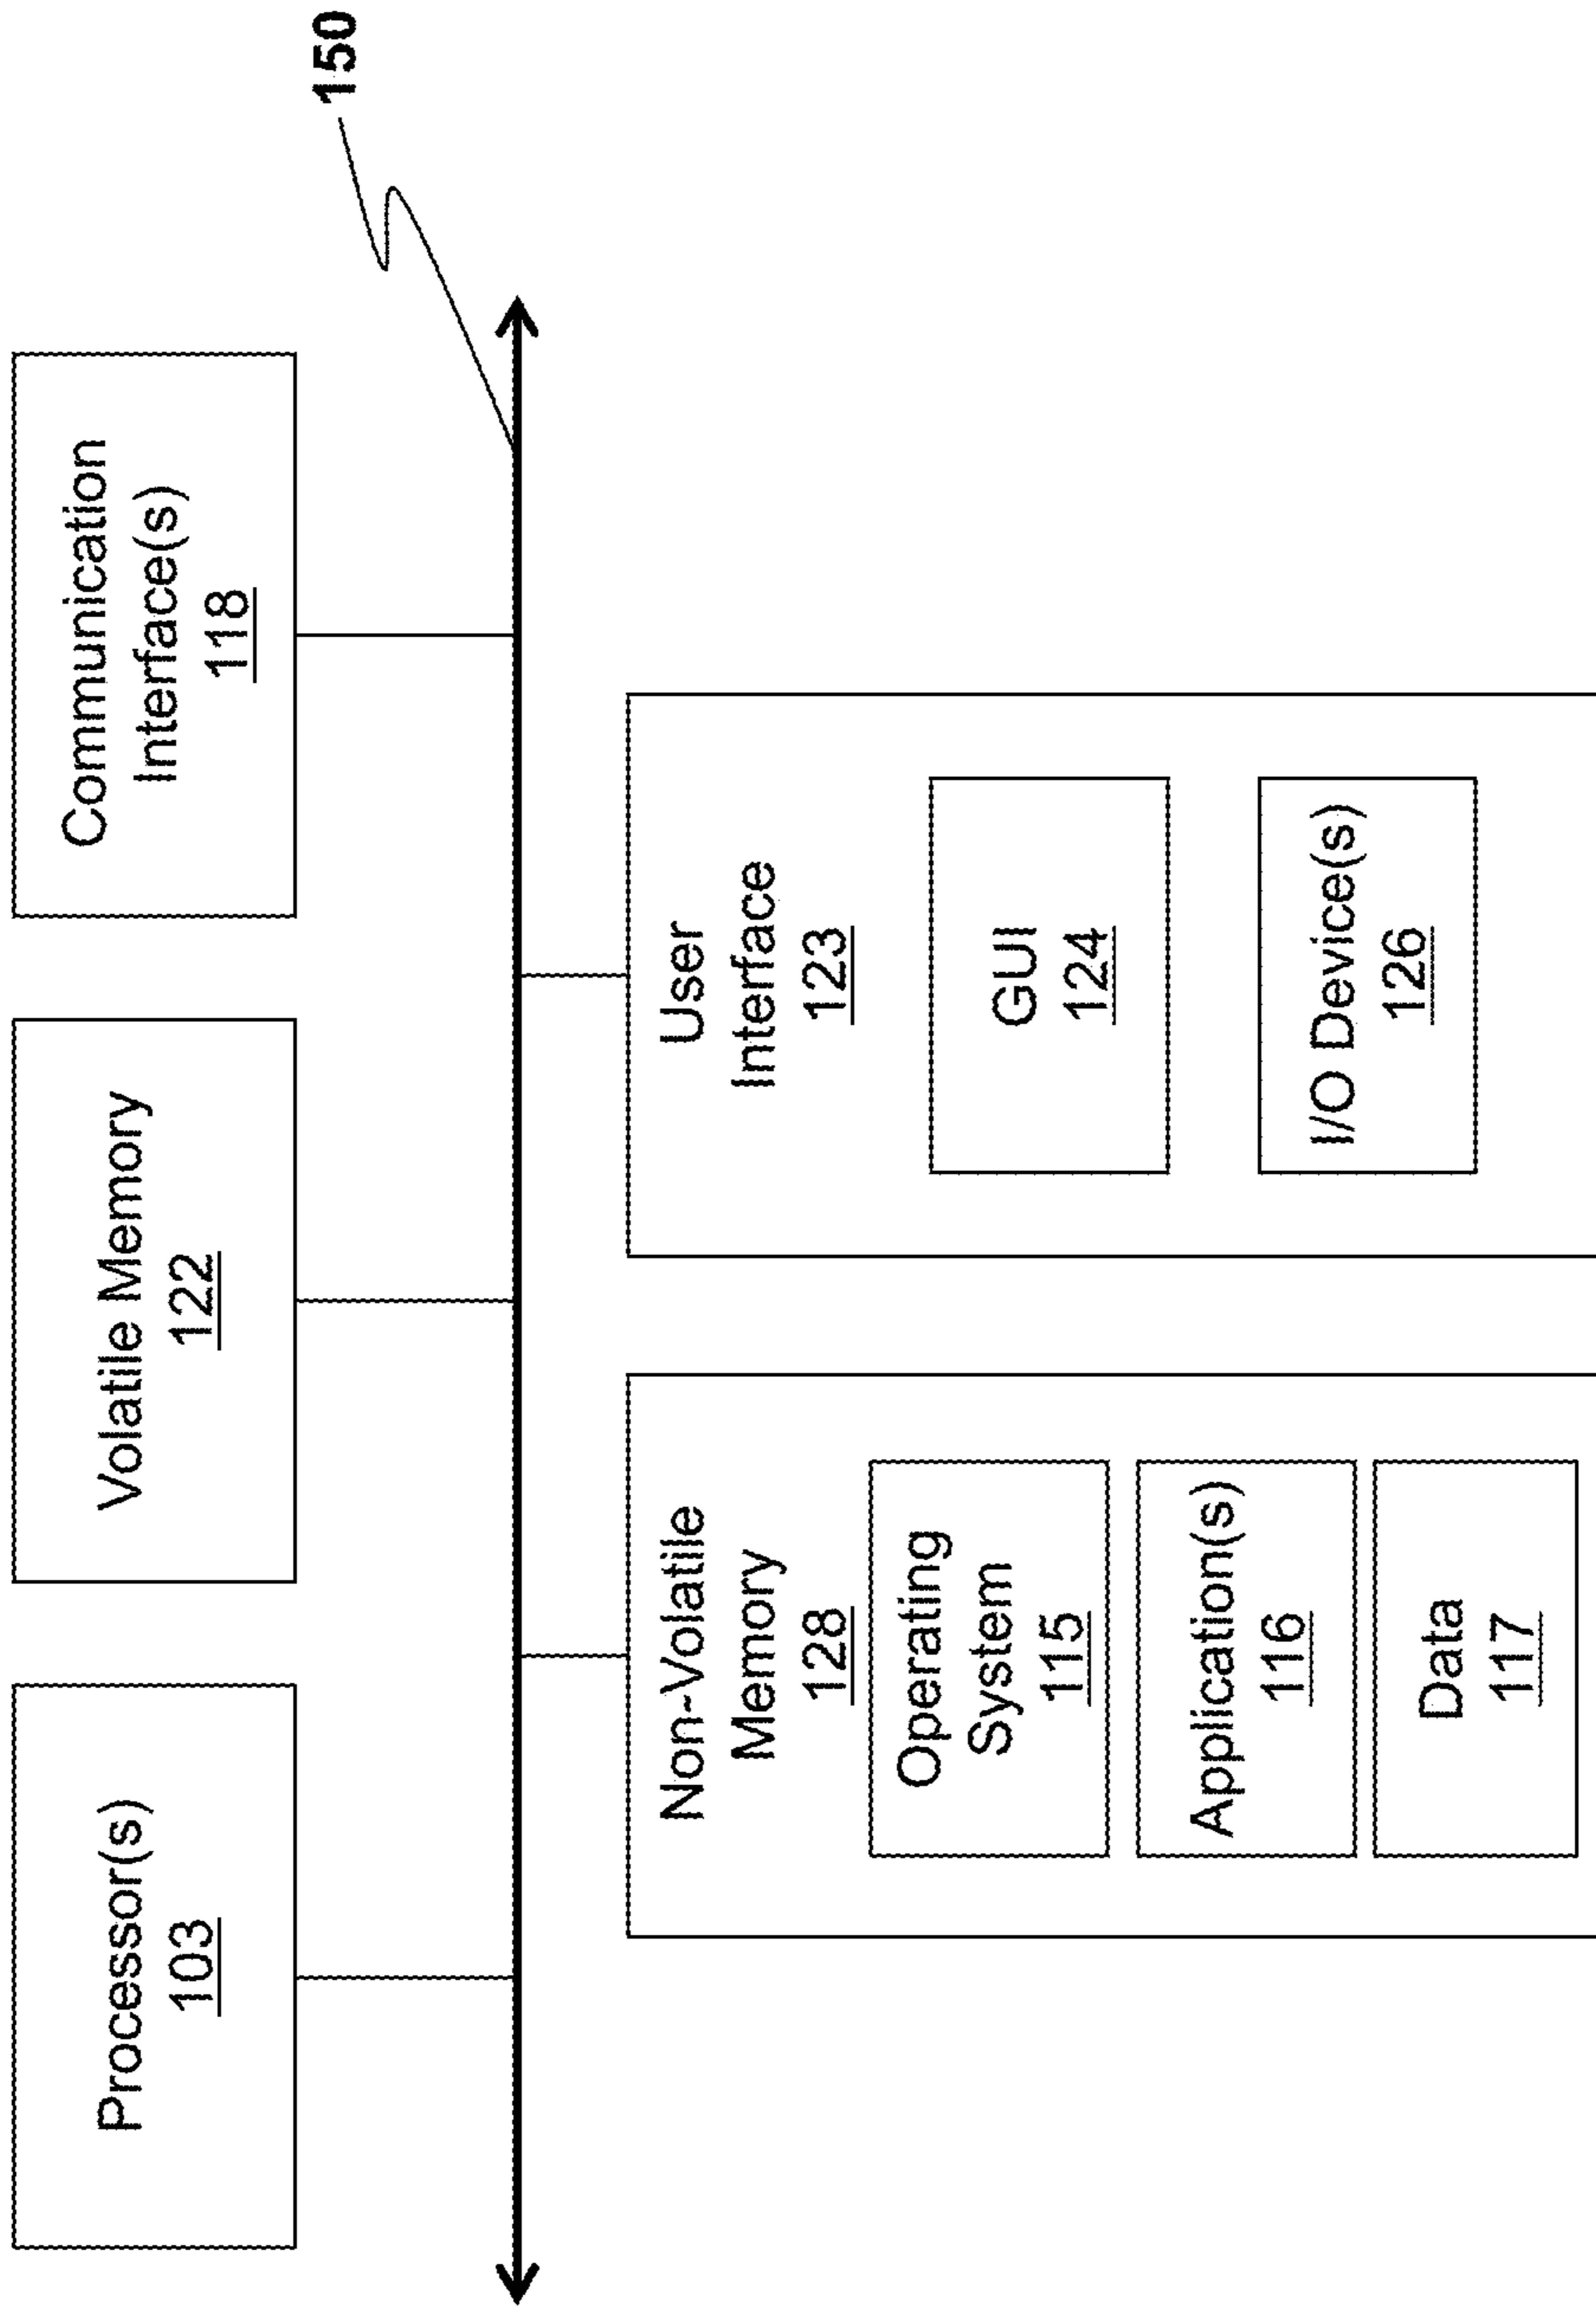 Processor(s)
103
Volatile Memory
122
Communication
Interface(s)
118
150
Non-Volatile
Memory
128
Operating
System
115
Application(s)
116
Data
117
User
Interface
123
GUI
124
I/O Device(s)
126